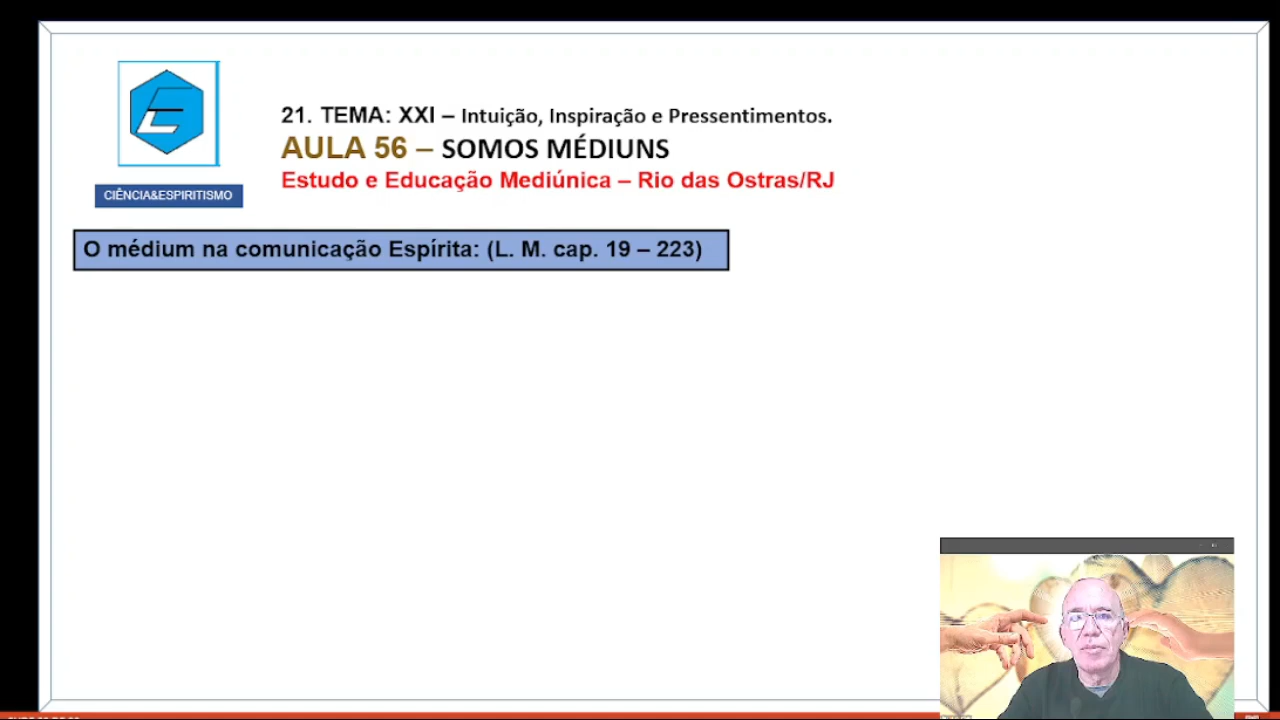 21. TEMA: XXI – Intuição, Inspiração e Pressentimentos.
AULA 56 – SOMOS MÉDIUNS
Estudo e Educação Mediúnica – Rio das Ostras/RJ
CIÊNCIA&ESPIRITISMO
O médium na comunicação Espírita: (L. M. cap. 19 – 223)